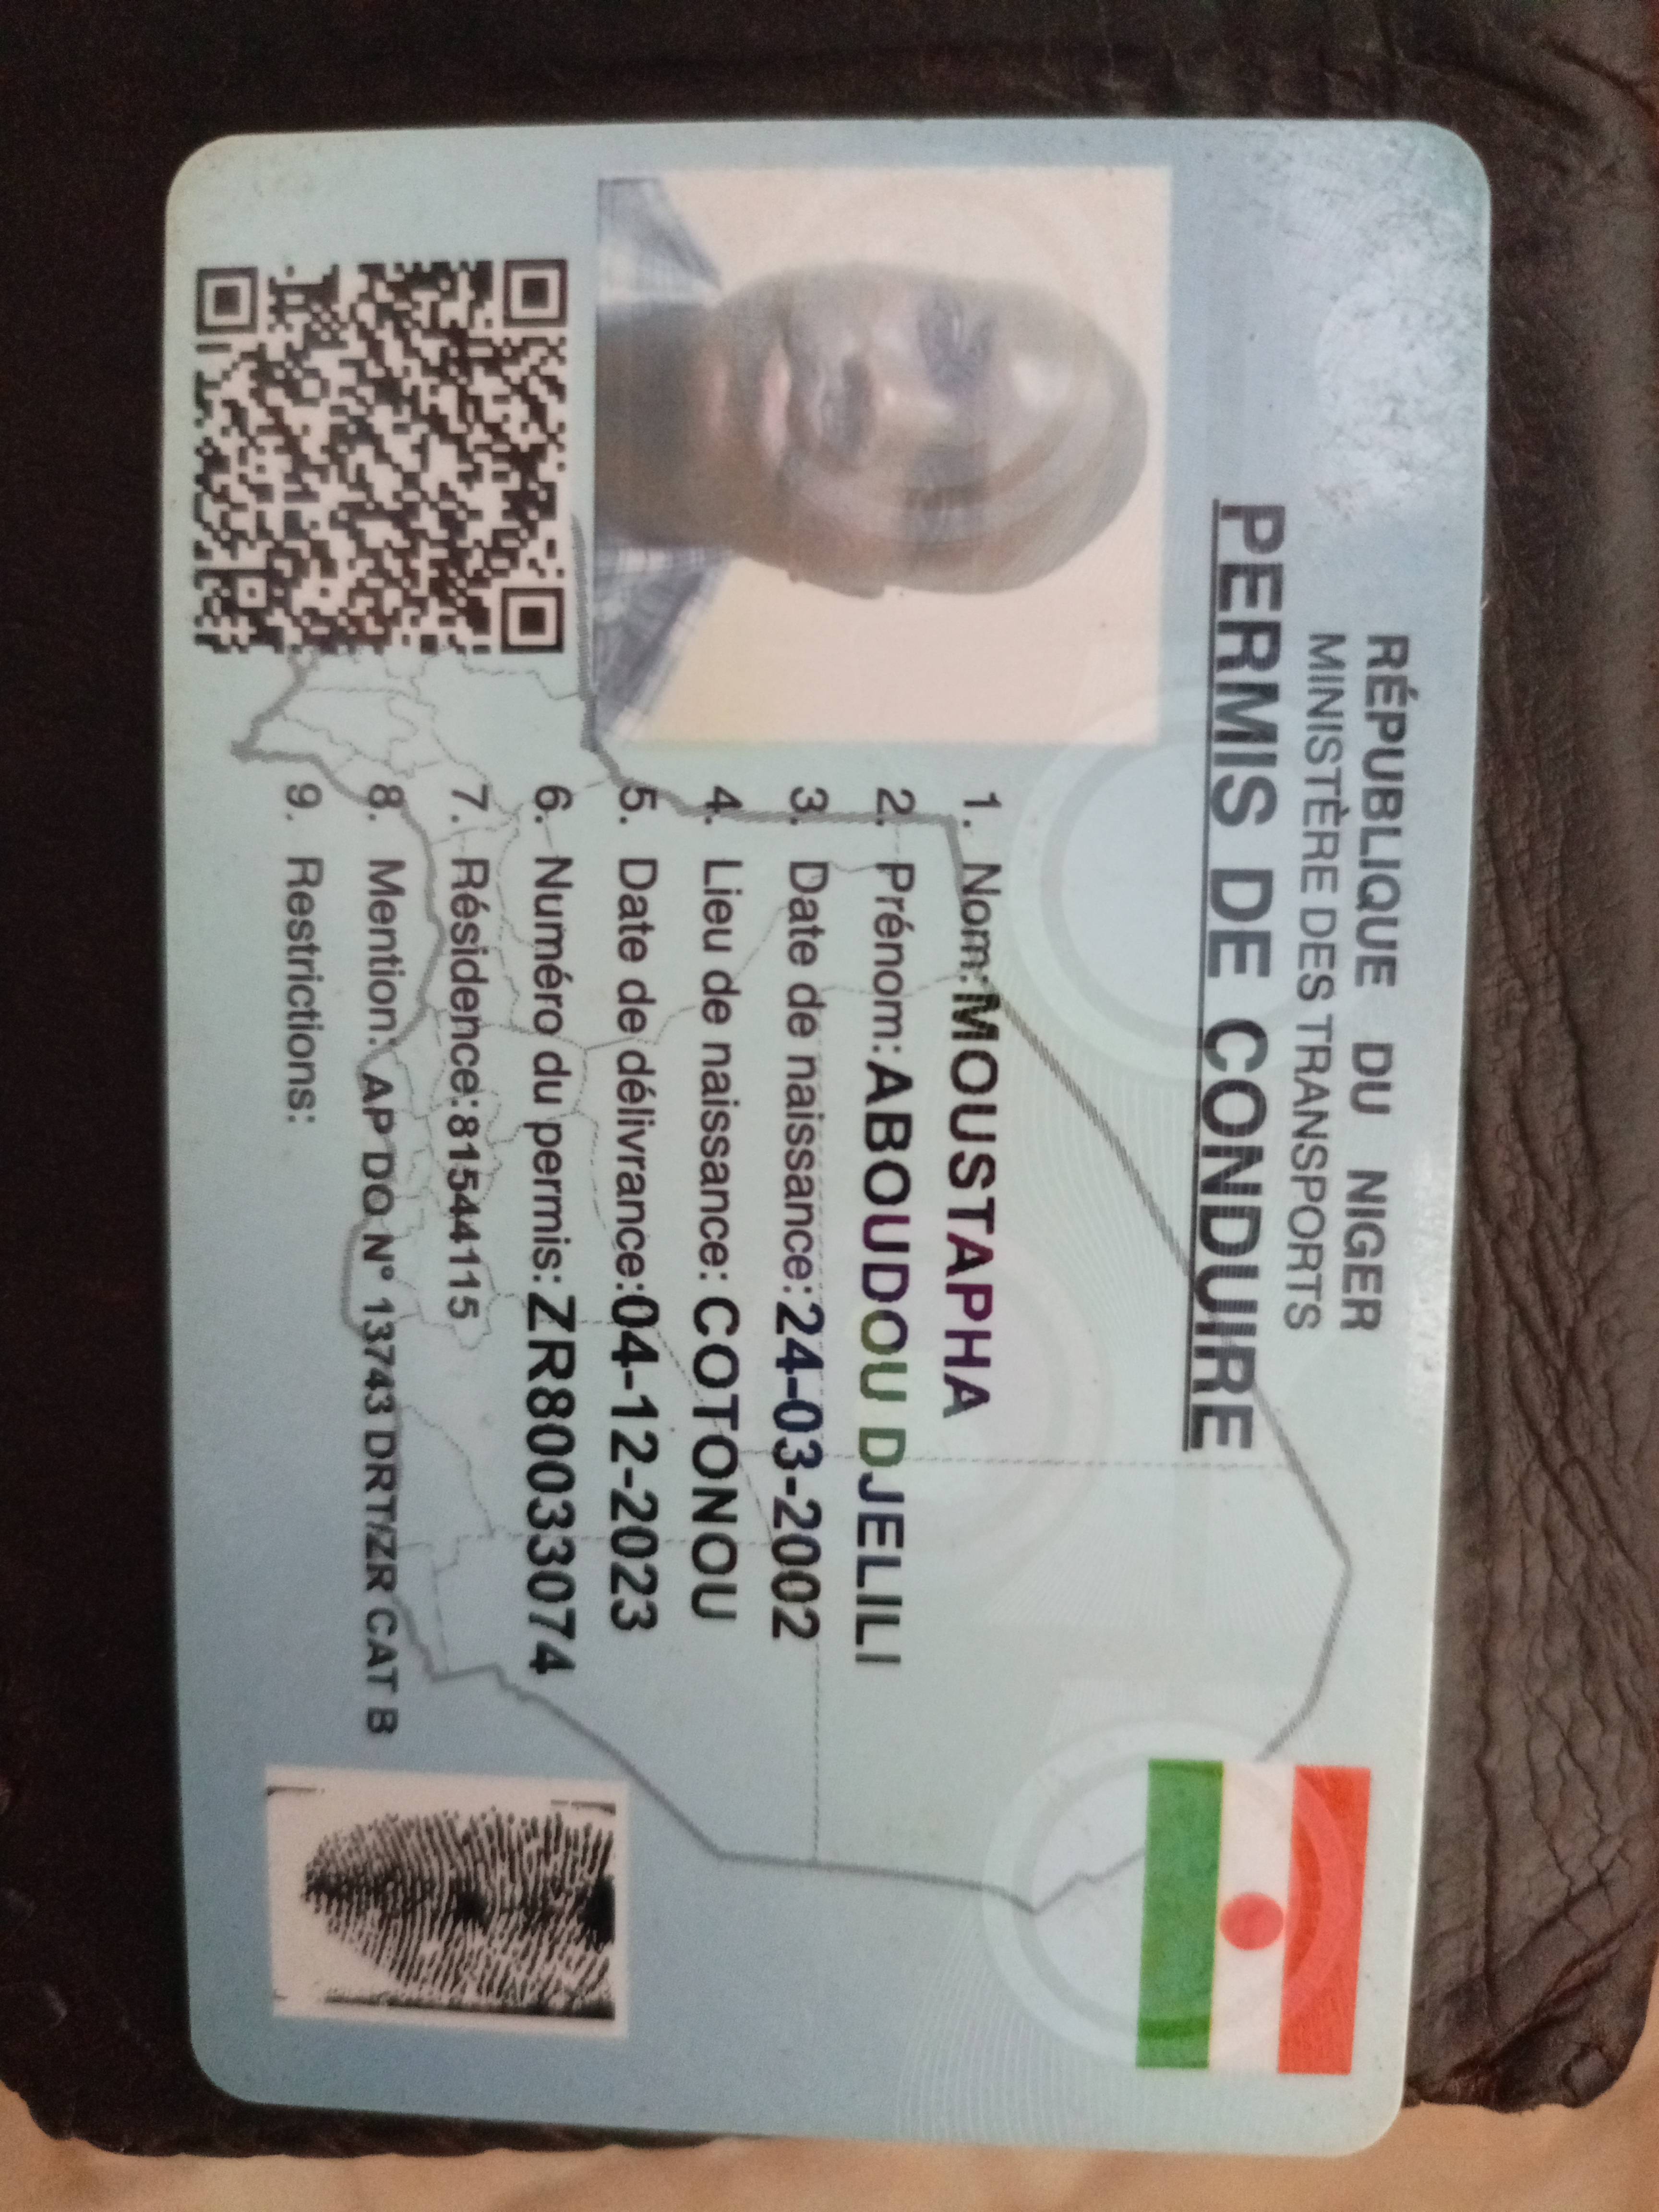 RÉPUBLIQUE DU NIGER
MINISTÈRE DES TRANSPORTS
PERMIS DE CONDUIRE
1. Nom: MOUSTAPHA
2. Prénom: ABOUDOU DJELILI
3. Date de naissance: 24-03-2002
4. Lieu de naissance: COTONOU
5. Date de délivrance: 04-12-2023
6. Numéro du permis: ZR80033074
7. Résidence: 81544115
8. Mention: AP DO N° 13743 DRT/ZR CAT B
9. Restrictions: